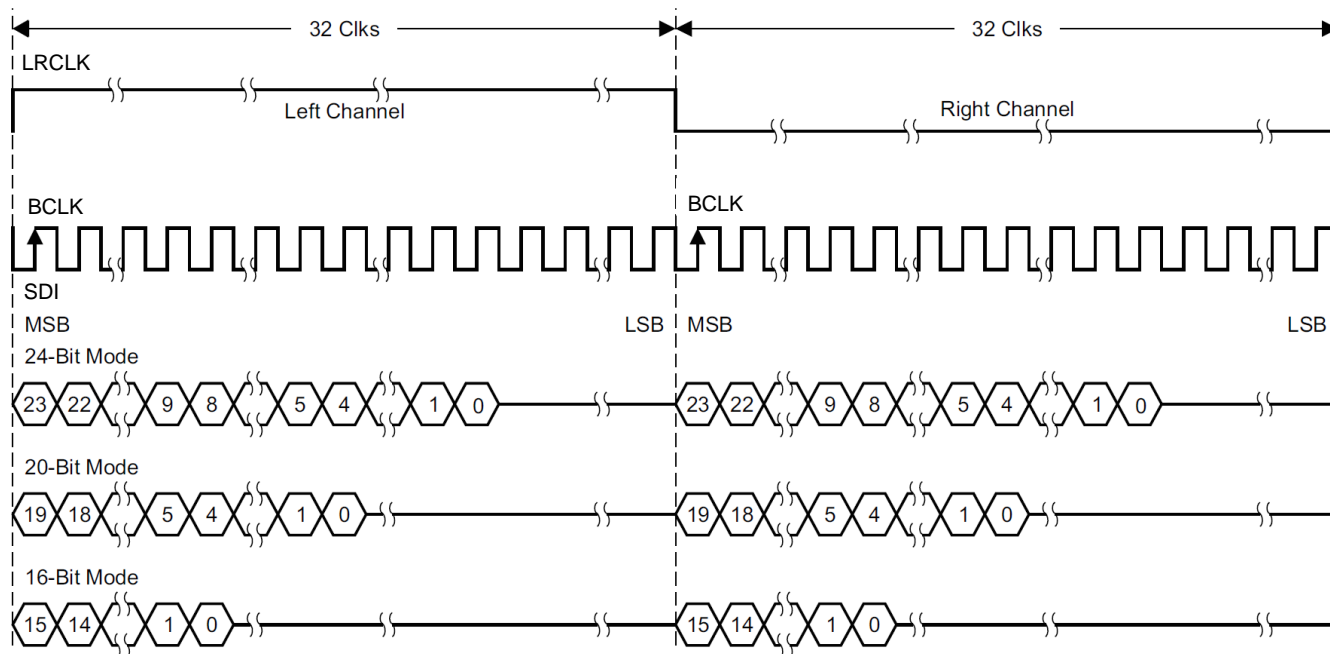 32 Clks 32 Clks
LRCLK
Left Channel Right Channel
BCLK BCLK
SDI
MSB LSB MSB LSB
24-Bit Mode
23 22 9 8 5 4 1 0 23 22 9 8 5 4 1 0
20-Bit Mode
19 18 5 4 1 0 19 18 5 4 1 0
16-Bit Mode
15 14 1 0 15 14 1 0